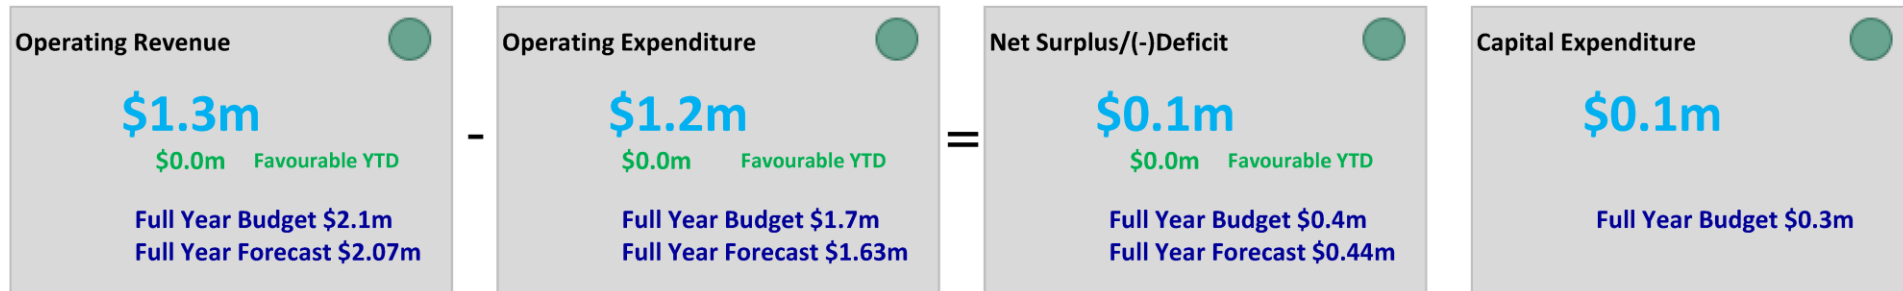 Operating Revenue
$1.3m
$0.0m Favourable YTD
Full Year Budget $2.1m
Full Year Forecast $2.07m
-
Operating Expenditure
$1.2m
$0.0m Favourable YTD
Full Year Budget $1.7m
Full Year Forecast $1.63m
=
Net Surplus/(-)Deficit
$0.1m
$0.0m Favourable YTD
Full Year Budget $0.4m
Full Year Forecast $0.44m
Capital Expenditure
$0.1m
Full Year Budget $0.3m